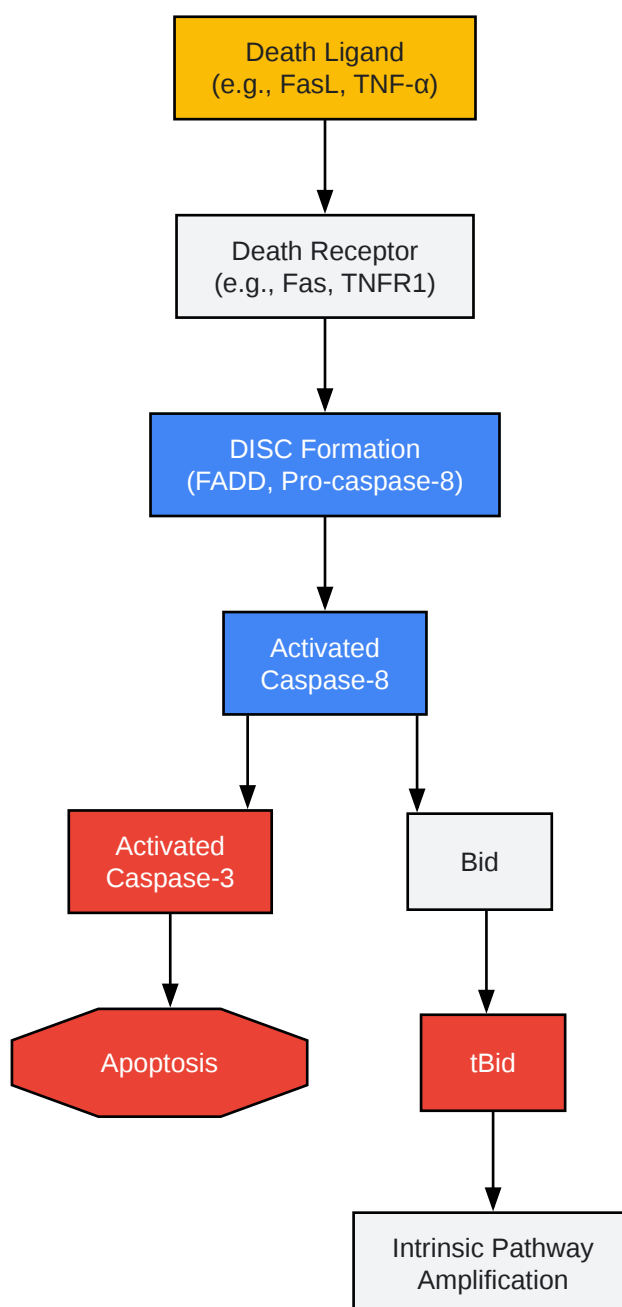 Death Ligand
(e.g., FasL, TNF-α)
Death Receptor
(e.g., Fas, TNFR1)
DISC Formation
(FADD, Pro-caspase-8)
Activated
Caspase-8
Activated
Caspase-3
Bid
Apoptosis
tBid
Intrinsic Pathway
Amplification